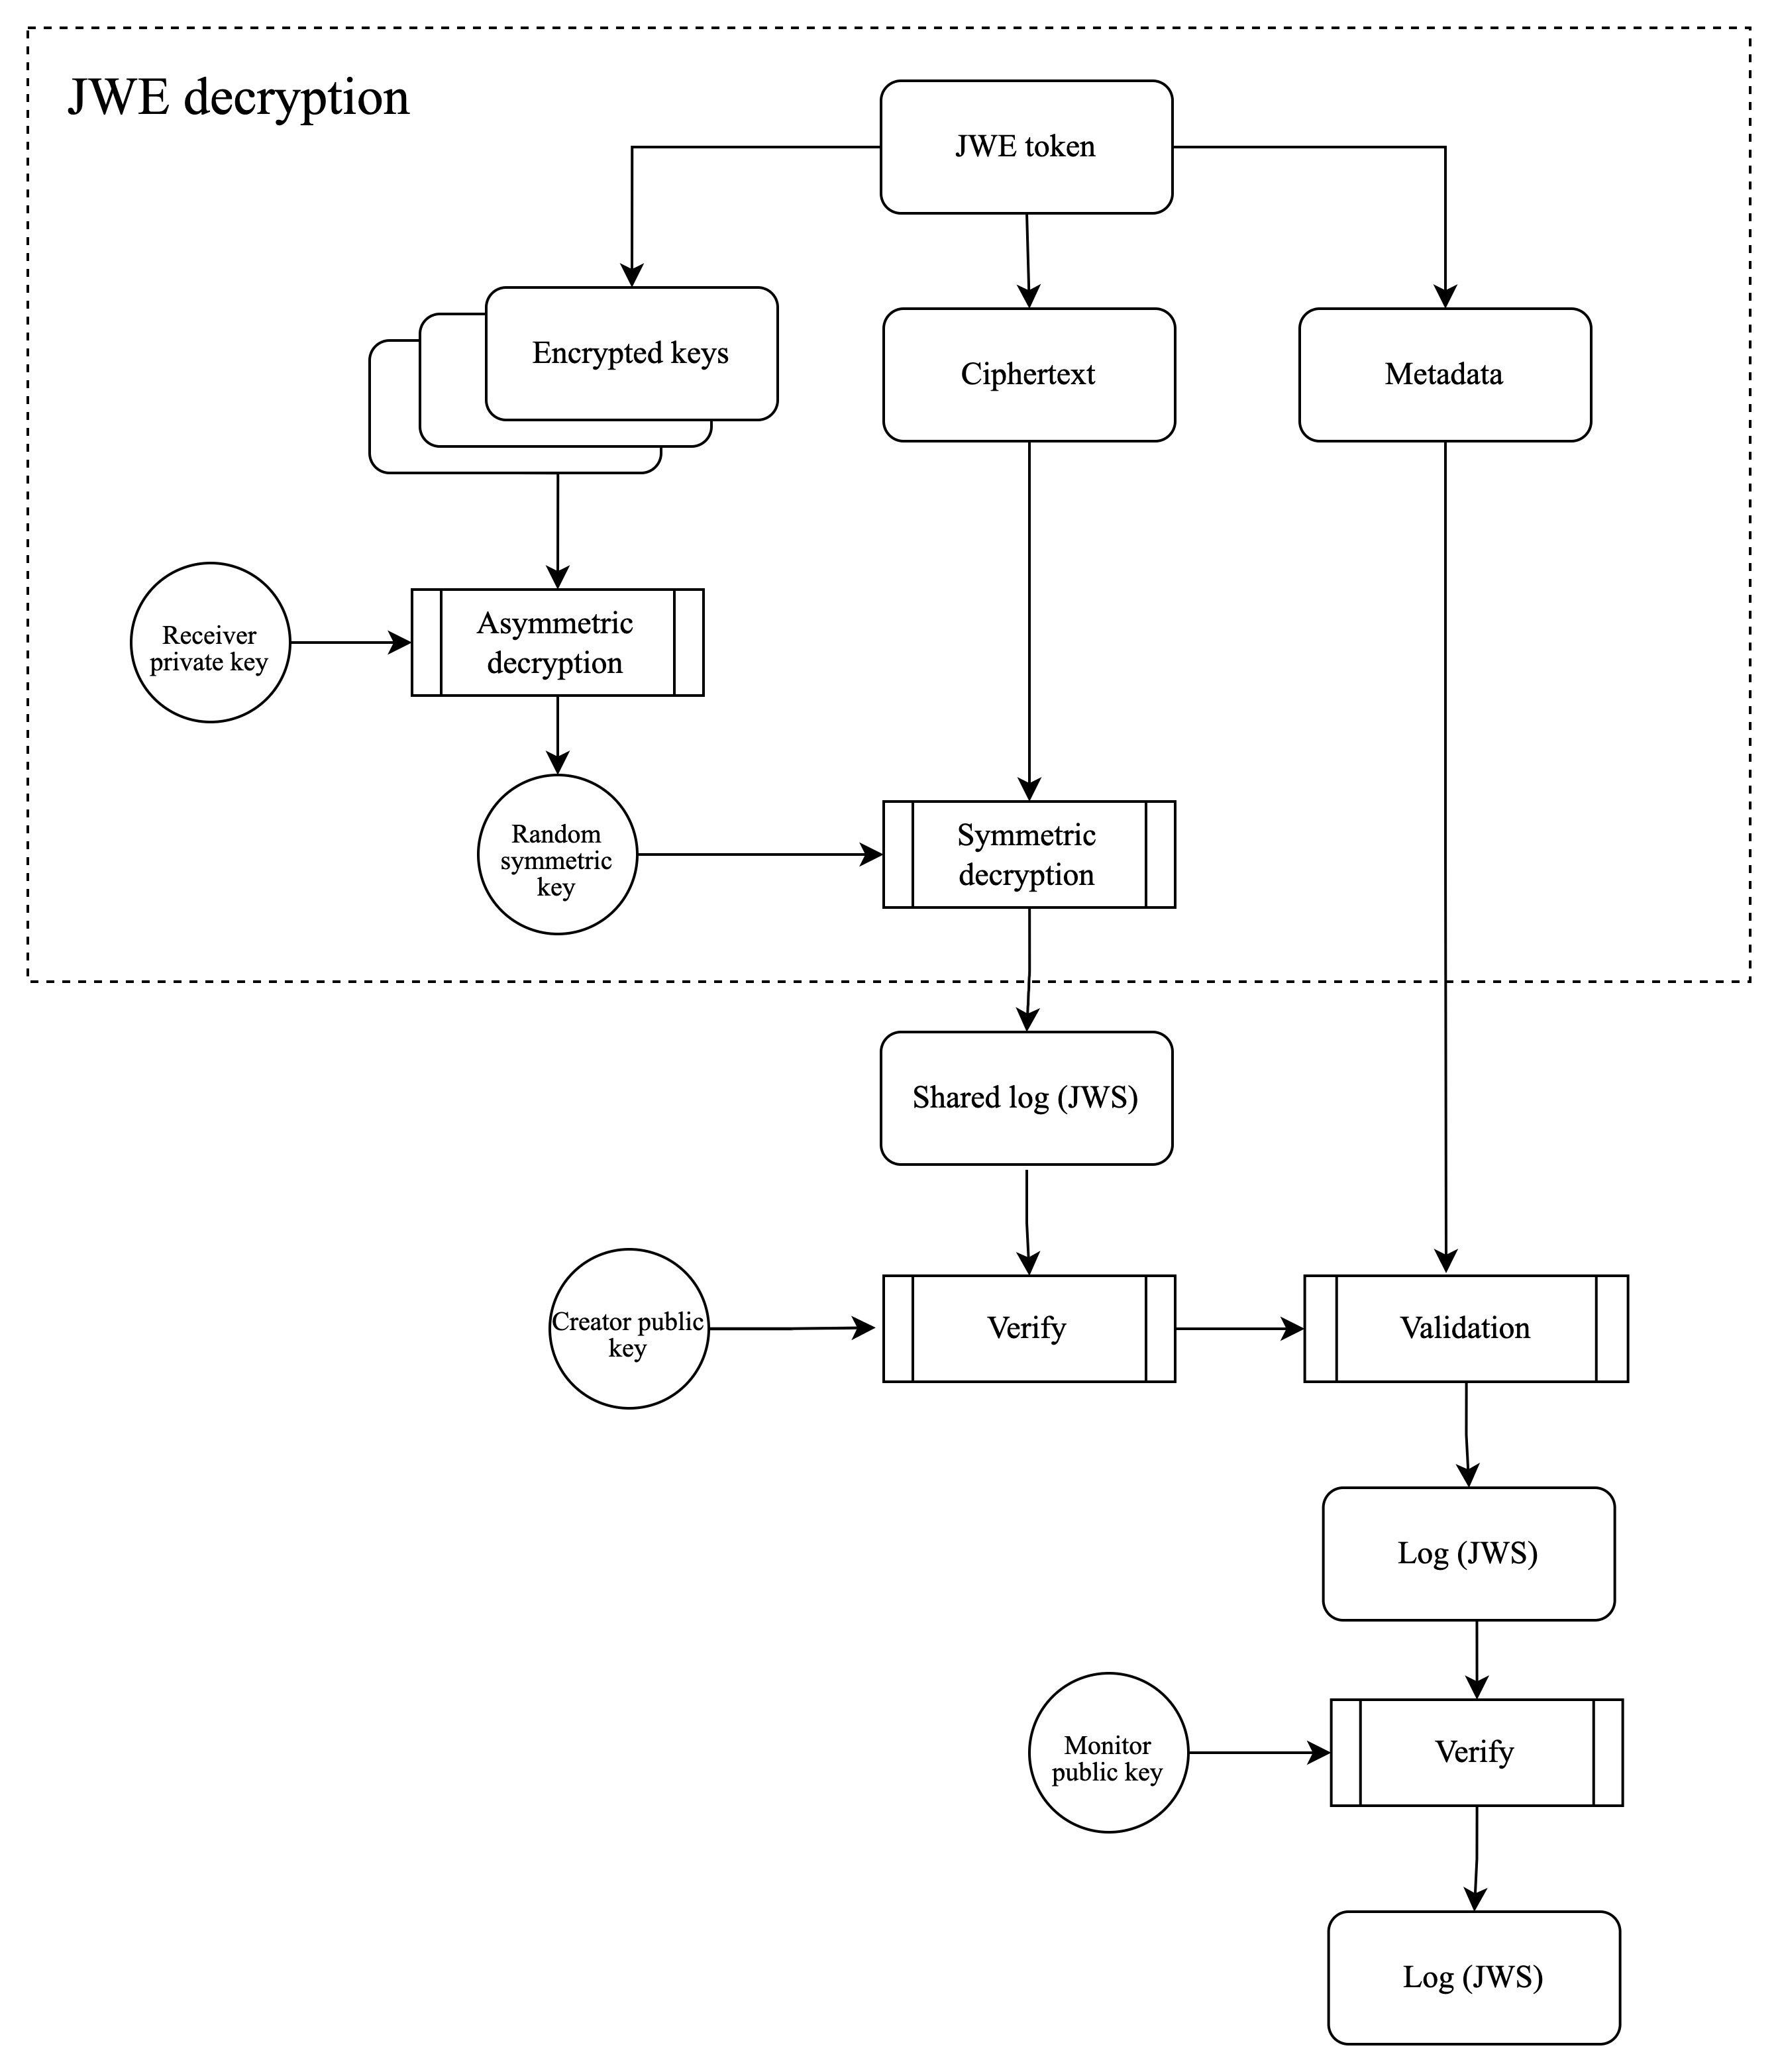 JWE decryption
JWE token
Encrypted keys
Ciphertext
Metadata
Receiver
private key
Asymmetric
decryption
Random
symmetric
key
Symmetric
decryption
Shared log (JWS)
Creator public
key
Verify
Validation
Log (JWS)
Monitor
public key
Verify
Log (JWS)